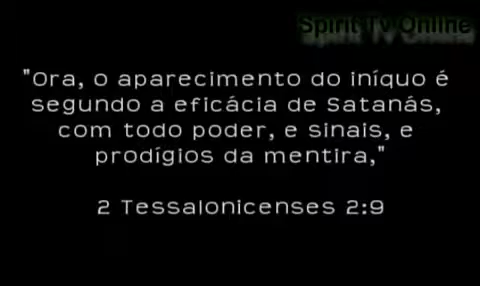 Spirit Tv Online
"Ora, o aparecimento do iníquo é
segundo a eficácia de Satanás,
com todo poder, e sinais, e
prodígios da mentira,"
2 Tessalonicenses 2:9